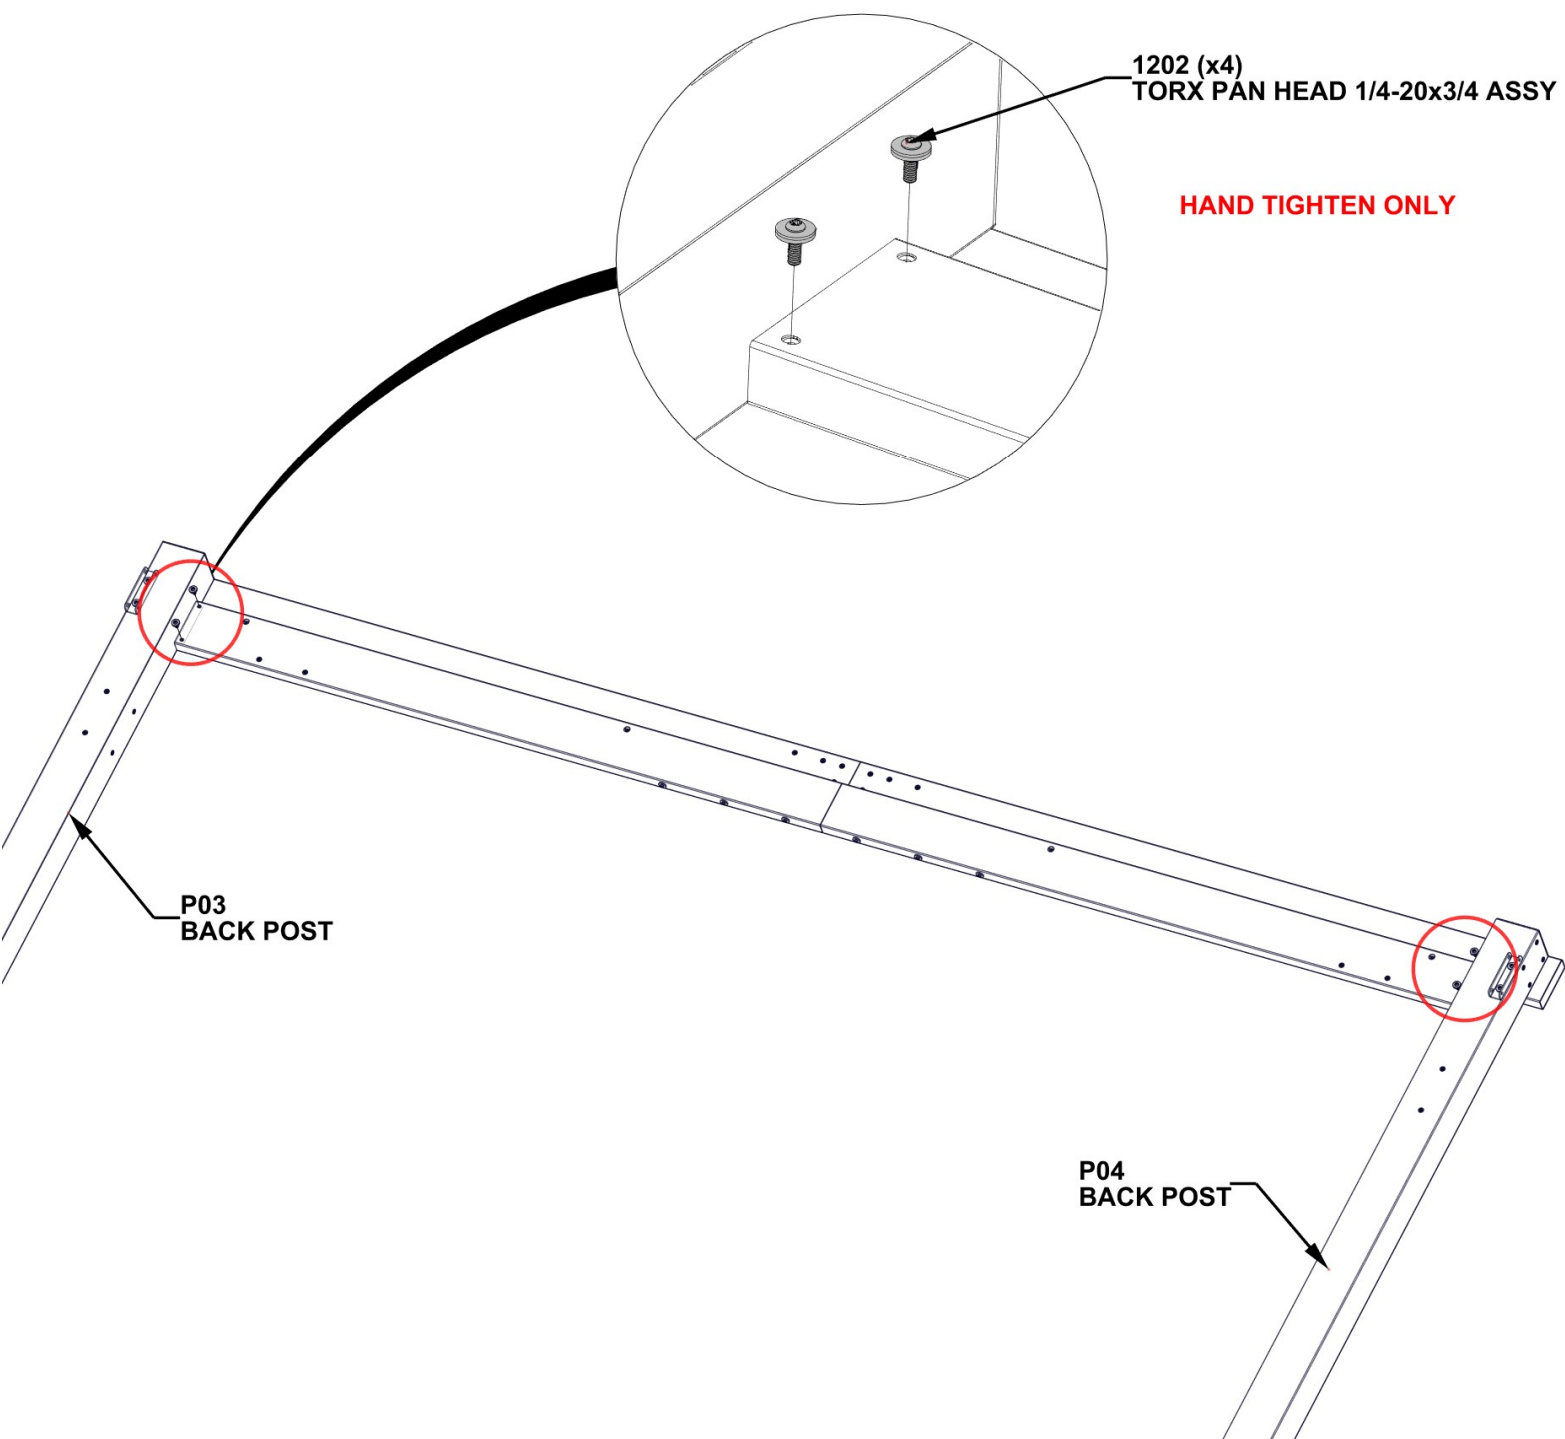 1202 (x4)
TORX PAN HEAD 1/4-20x3/4 ASSY
HAND TIGHTEN ONLY
P03
BACK POST
P04
BACK POST